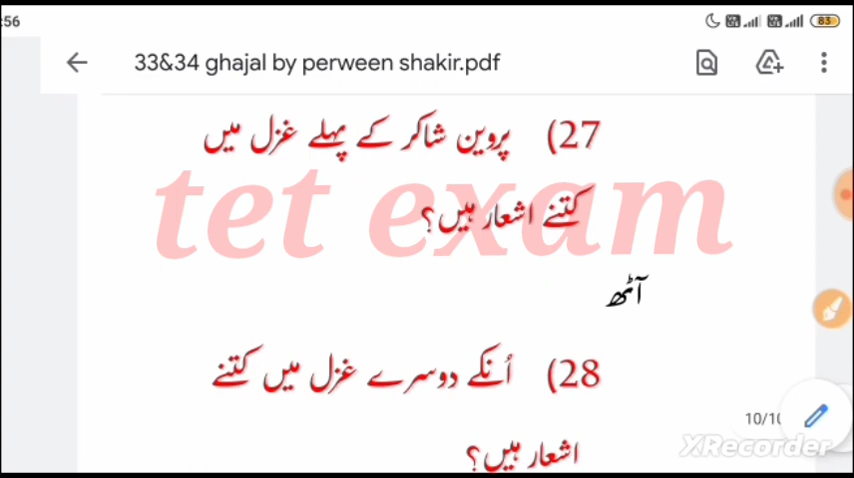 :56
83
33&34 ghajal by perween shakir.pdf
27) پروین شاکر کے پہلے غزل میں
کتنے اشعار ہیں؟
tet exam
آٹھ
28) اُنکے دوسرے غزل میں کتنے
اشعار ہیں؟
10/10
XRecorder